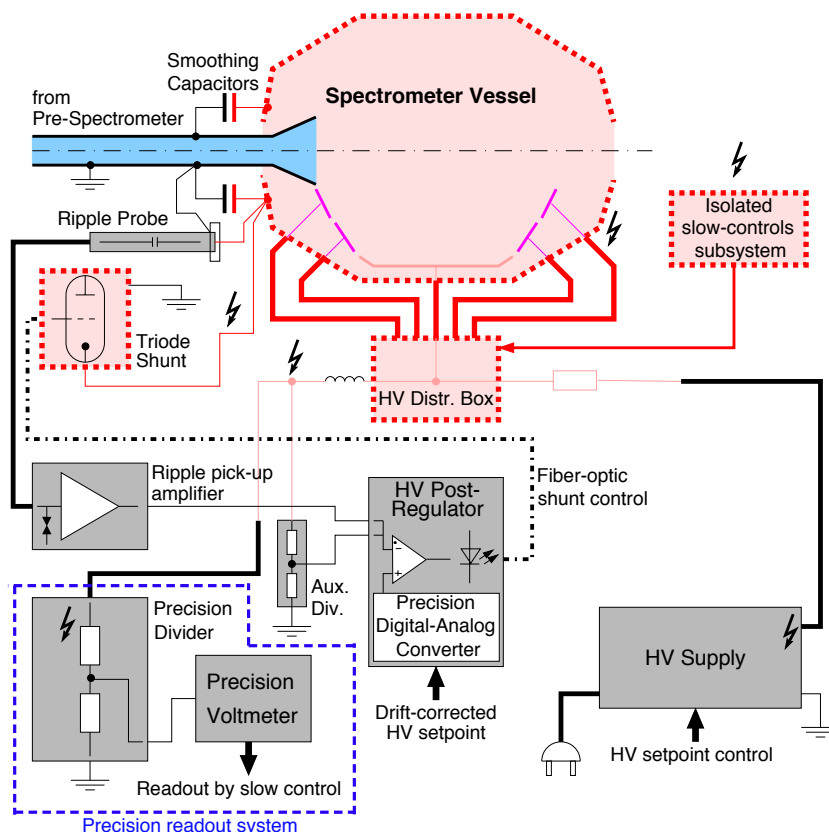 Smoothing
Capacitors
from
Pre-Spectrometer
Spectrometer Vessel
Ripple Probe
Isolated
slow-controls
subsystem
Triode
Shunt
HV Distr. Box
Ripple pick-up
amplifier
HV Post-
Regulator
Fiber-optic
shunt control
Aux.
Div.
Precision
Digital-Analog
Converter
Precision
Divider
Precision
Voltmeter
HV Supply
Drift-corrected
HV setpoint
HV setpoint control
Readout by slow control
Precision readout system